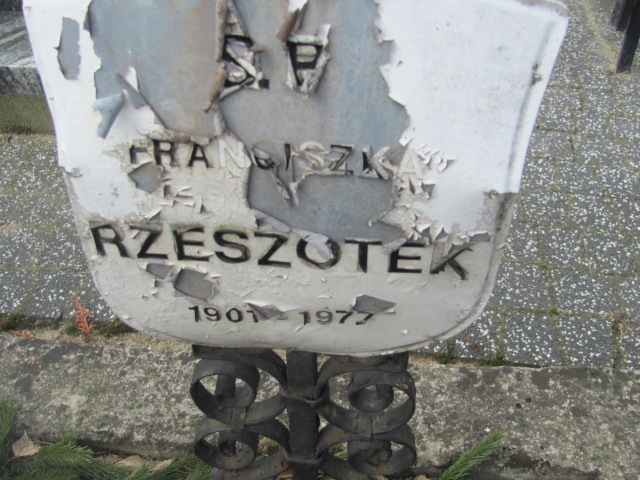 Ś.P.
FRANCISZKA
RZESZOTEK
1901 - 1977